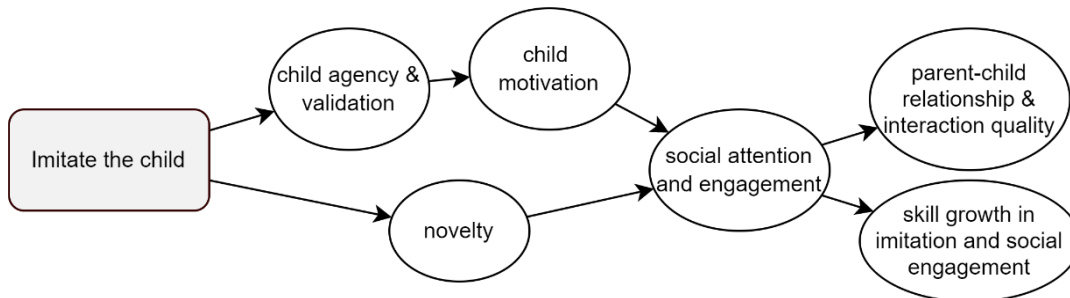 Imitate the child
child agency &
validation
child
motivation
novelty
social attention
and engagement
parent-child
relationship &
interaction quality
skill growth in
imitation and social
engagement